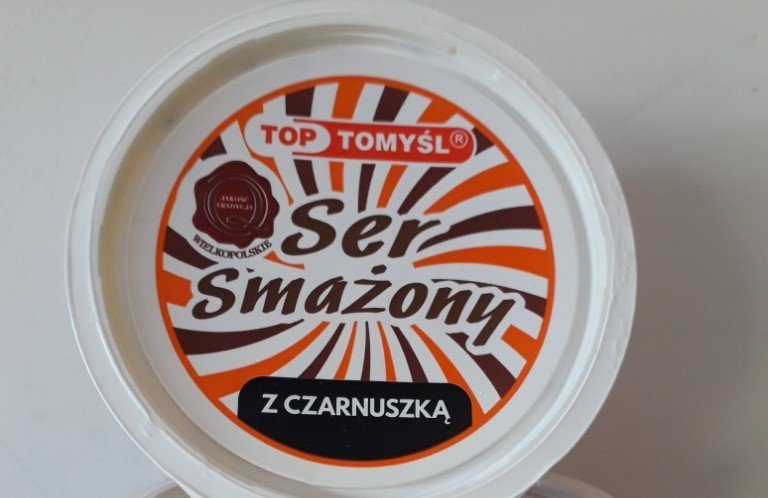 TOP TOMYŚL®
JAKOŚĆ
TRADYCJA
WIELKOPOLSKIE
Ser
Smażony
Z CZARNUSZKĄ